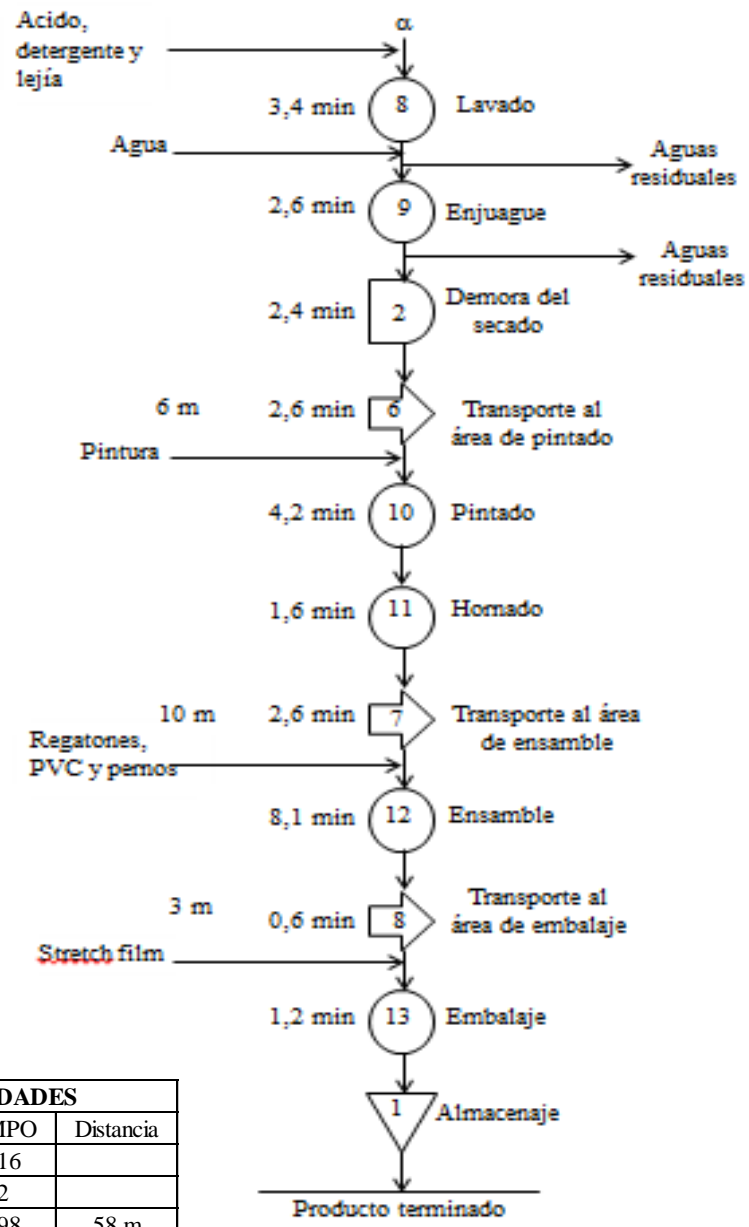 Acido,
detergente y
lejía
α
3,4 min 8 Lavado
Agua
Aguas
residuales
2,6 min 9 Enjuague
Aguas
residuales
2,4 min 2 Demora del
secado
6 m 2,6 min 6 Transporte al
área de pintado
Pintura
4,2 min 10 Pintado
1,6 min 11 Hornado
10 m 2,6 min 7 Transporte al área
de ensamble
Regatones,
PVC y pernos
8,1 min 12 Ensamble
3 m 0,6 min 8 Transporte al
área de embalaje
Stretch film
1,2 min 13 Embalaje
1 Almacenaje
Producto terminado
DADES
MPO Distancia
16
2
98 58 m